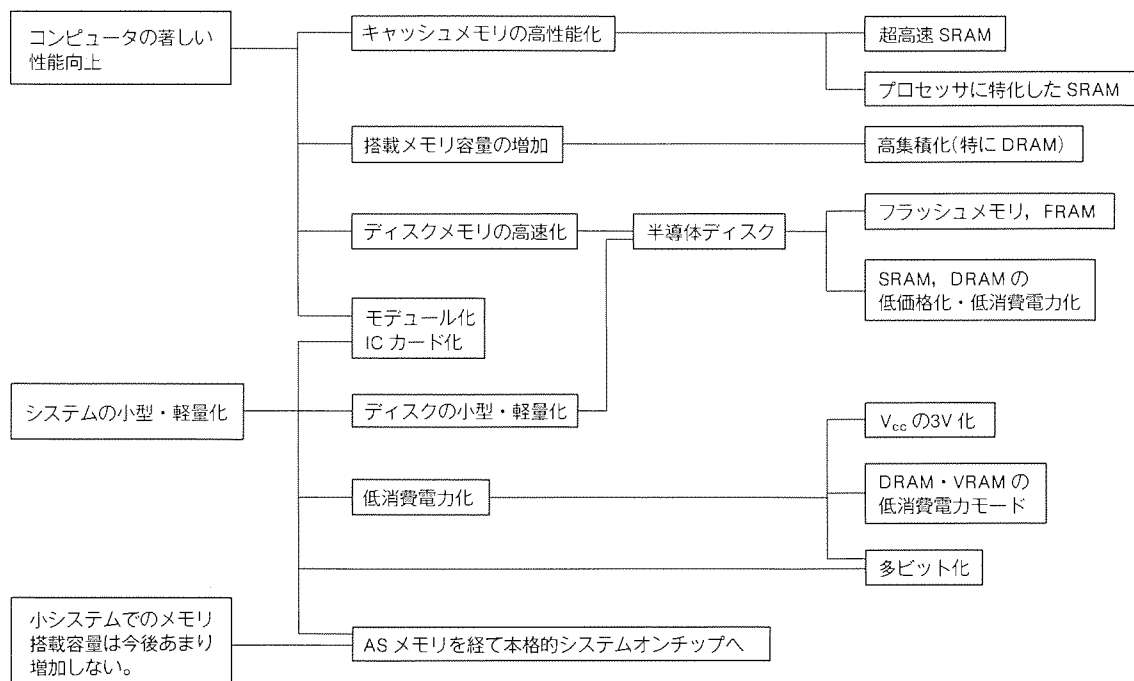 コンピュータの著しい
性能向上
キャッシュメモリの高性能化
超高速 SRAM
プロセッサに特化した SRAM
搭載メモリ容量の増加
高集積化(特に DRAM)
ディスクメモリの高速化
半導体ディスク
フラッシュメモリ，FRAM
SRAM，DRAM の
低価格化・低消費電力化
モデュール化
IC カード化
システムの小型・軽量化
ディスクの小型・軽量化
Vcc の3V 化
低消費電力化
DRAM・VRAM の
低消費電力モード
多ビット化
小システムでのメモリ
搭載容量は今後あまり
増加しない。
AS メモリを経て本格的システムオンチップへ